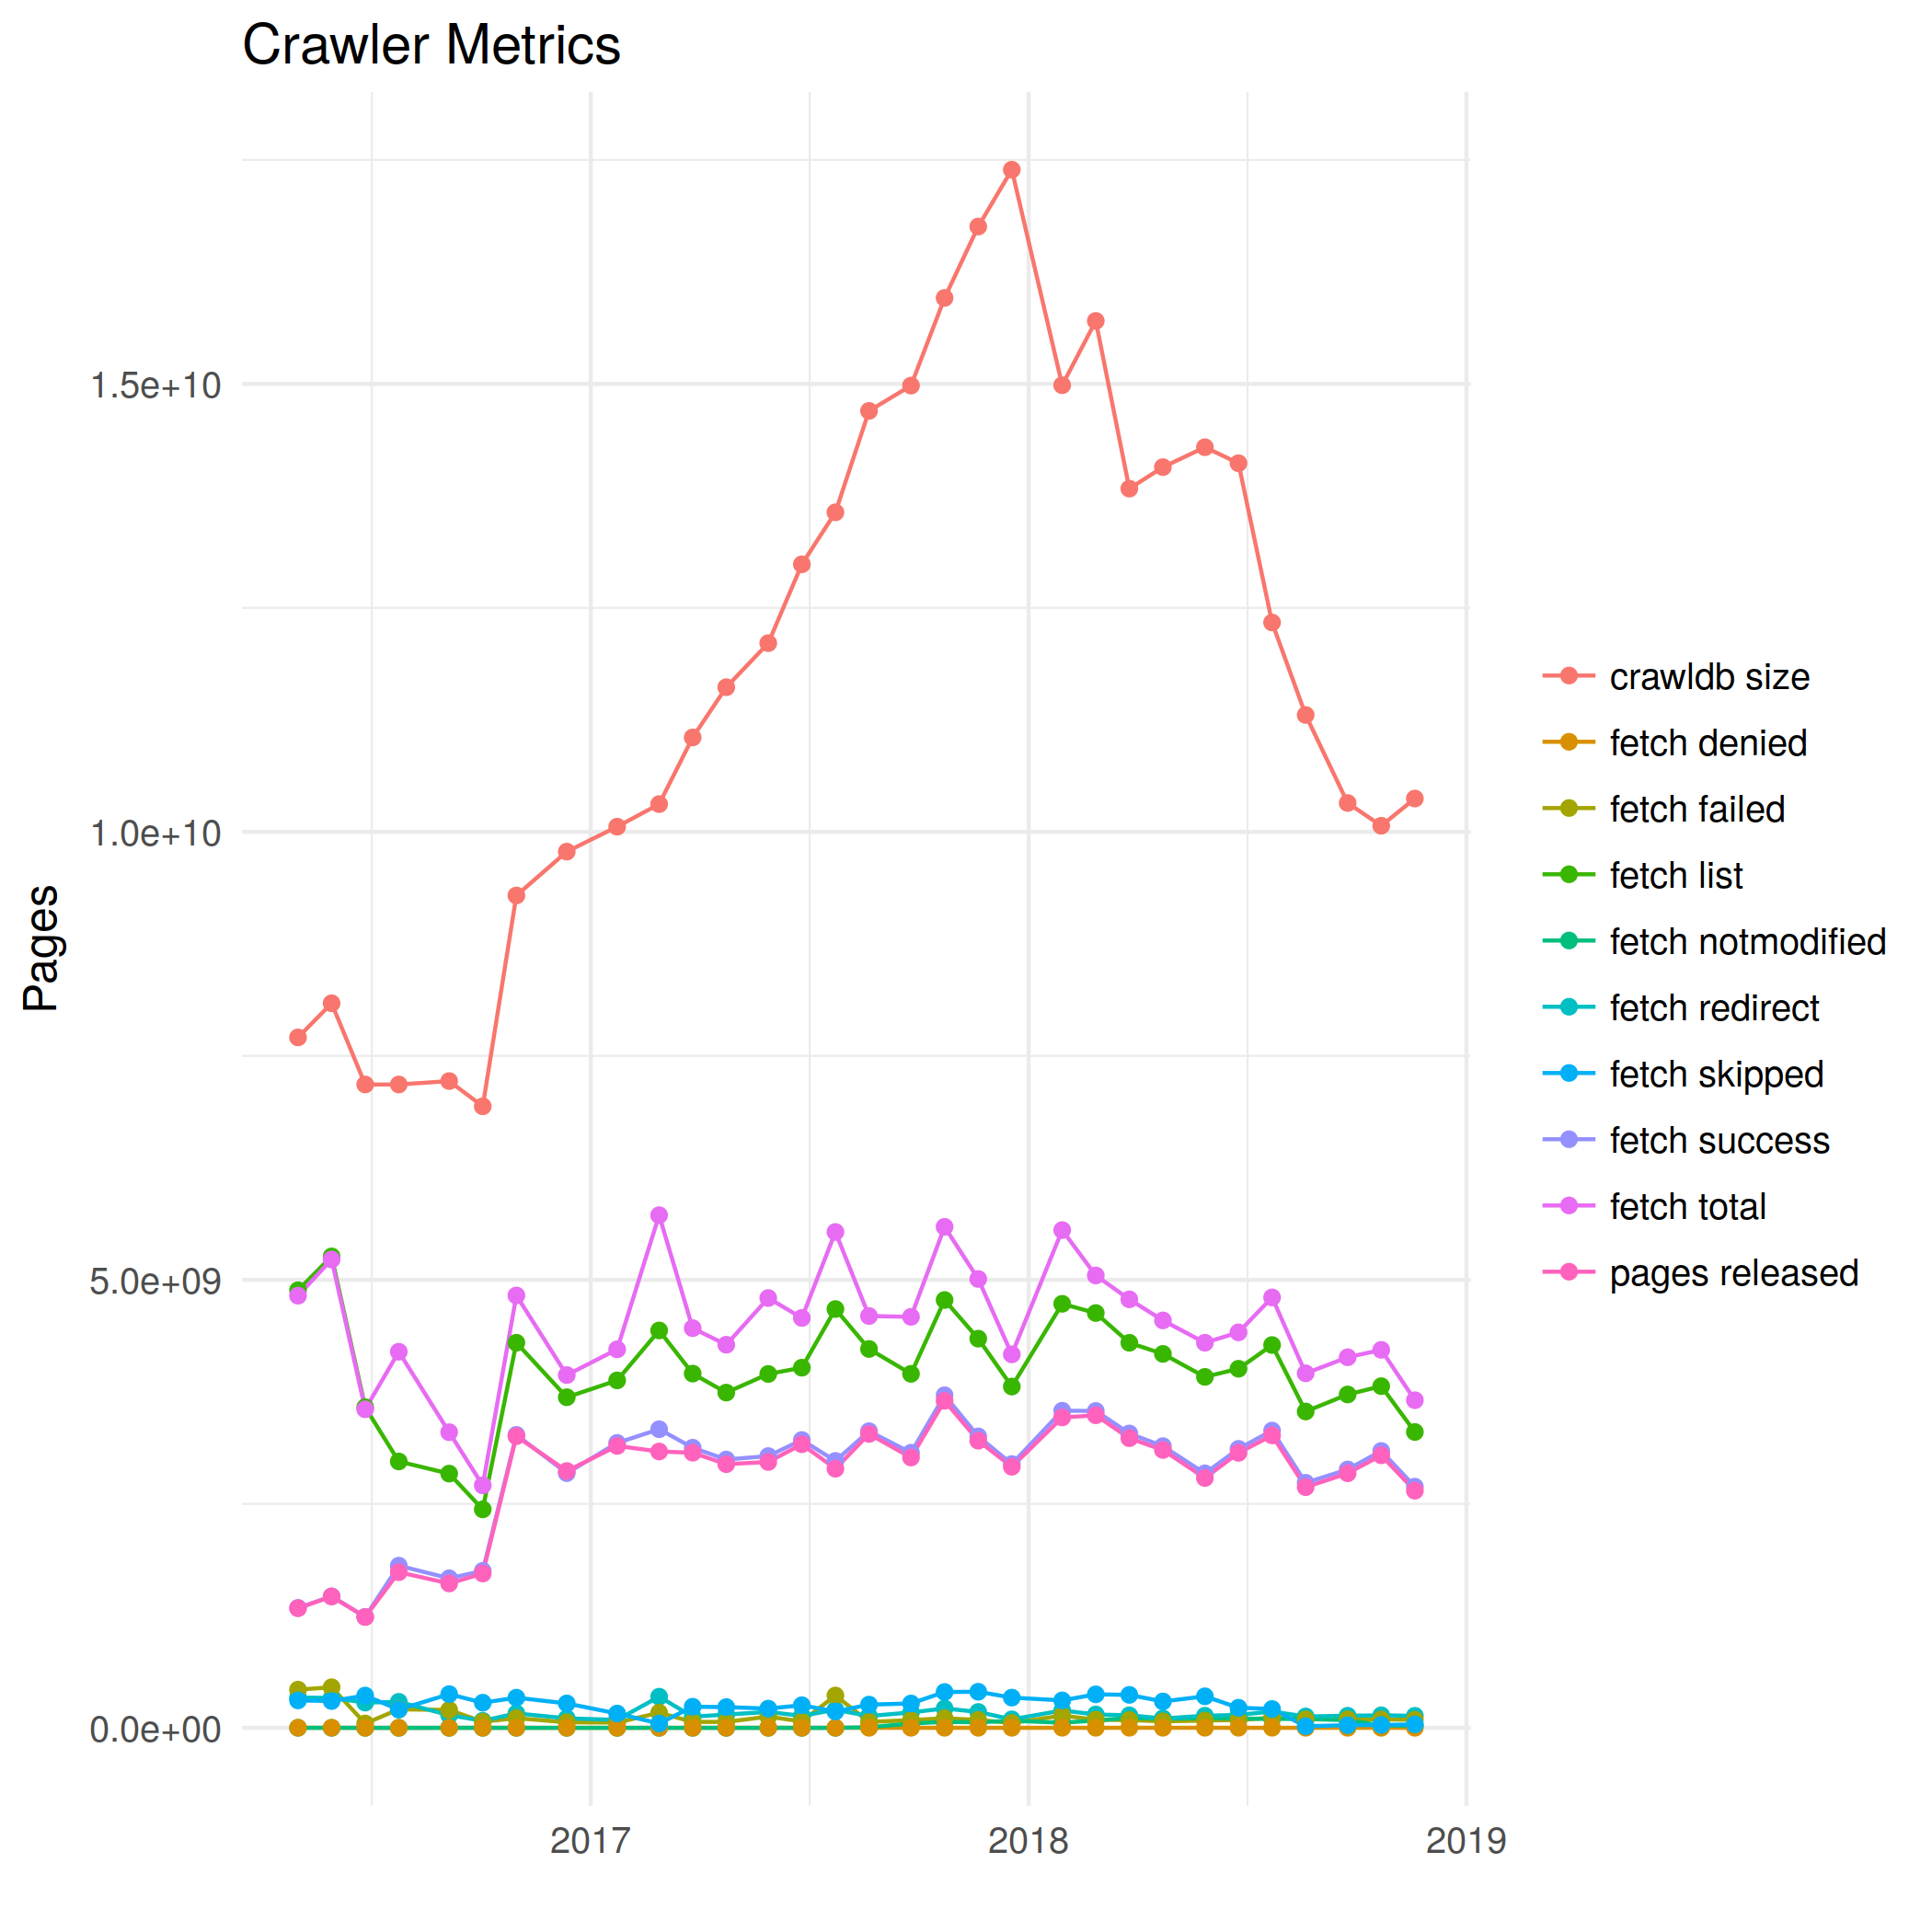 Crawler Metrics
Pages
1.5e+10
1.0e+10
5.0e+09
0.0e+00
2017
2018
2019
crawldb size
fetch denied
fetch failed
fetch list
fetch notmodified
fetch redirect
fetch skipped
fetch success
fetch total
pages released